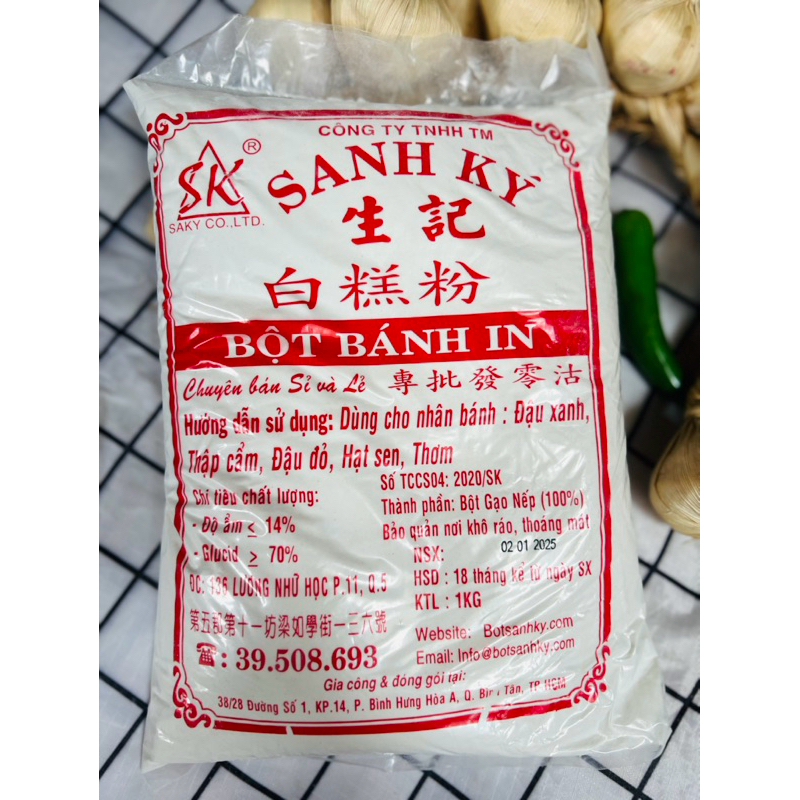 CÔNG TY TNHH TM
SK ®
SAKY CO.,LTD.
SANH KÝ
生記
白糕粉
BỘT BÁNH IN
Chuyên bán Sỉ và Lẻ 專批發零沽
Hướng dẫn sử dụng: Dùng cho nhân bánh : Đậu xanh,
Thập cẩm, Đậu đỏ, Hạt sen, Thơm
Số TCCS04: 2020/SK
Chỉ tiêu chất lượng:
Thành phần: Bột Gạo Nếp (100%)
- Độ ẩm ≤ 14%
Bảo quản nơi khô ráo, thoáng mát
- Glucid ≥ 70%
NSX: 02 01 2025
HSD : 18 tháng kể từ ngày SX
ĐC: 136 LƯƠNG NHỮ HỌC P.11, Q.5
KTL : 1KG
第五郡第十一坊梁如學街一三六號
Website: Botsanhky.com
☎: 39.508.693
Email: Info@botsanhky.com
Gia công & đóng gói tại:
38/28 Đường Số 1, KP.14, P. Bình Hưng Hòa A, Q. Bình Tân, TP.HCM